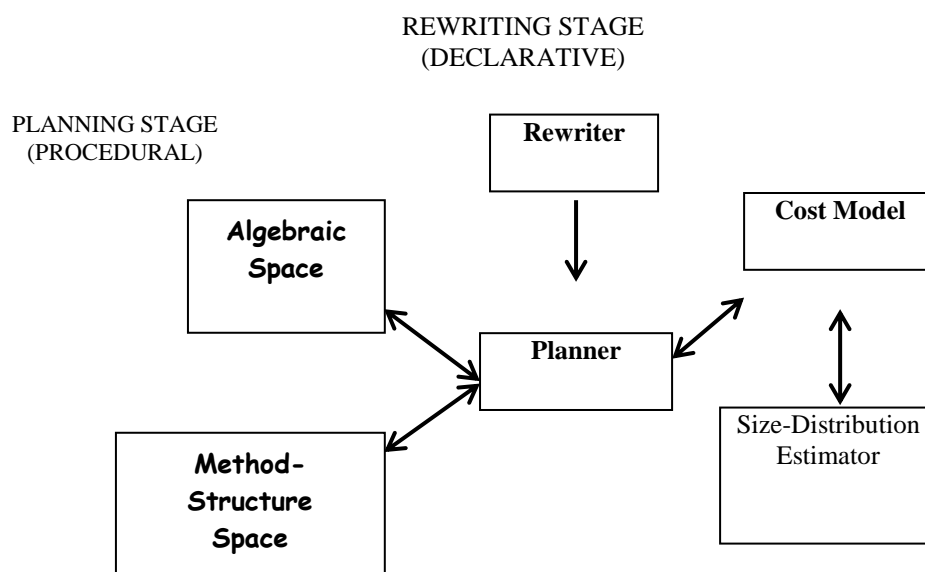 REWRITING STAGE
(DECLARATIVE)
PLANNING STAGE
(PROCEDURAL)
Rewriter
Algebraic
Space
Cost Model
Planner
Method-
Structure
Space
Size-Distribution
Estimator